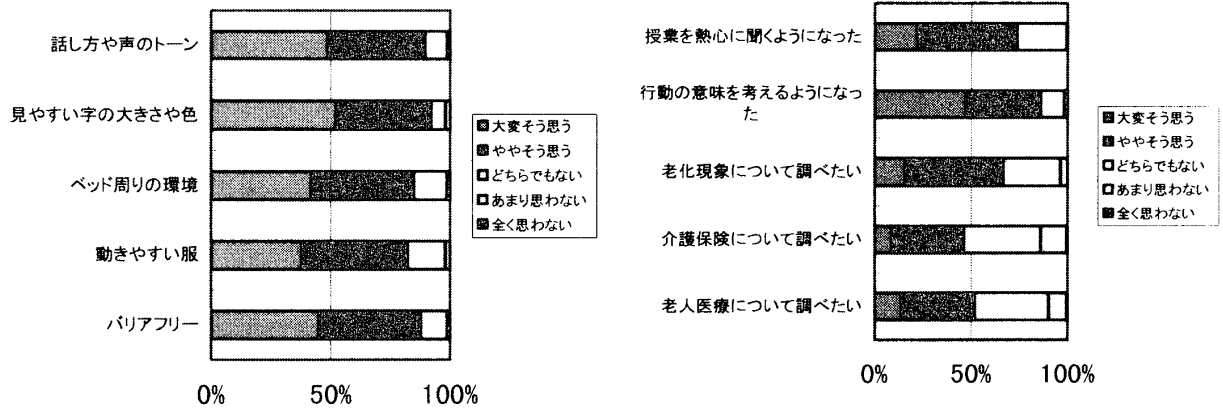 話し方や声のトーン
見やすい字の大きさや色
ベッド周りの環境
動きやすい服
バリアフリー
0%
50%
100%
大変そう思う
ややそう思う
どちらでもない
あまり思わない
全く思わない
授業を熱心に聞くようになった
行動の意味を考えるようになっ
た
老化現象について調べたい
介護保険について調べたい
老人医療について調べたい
0%
50%
100%
大変そう思う
ややそう思う
どちらでもない
あまり思わない
全く思わない